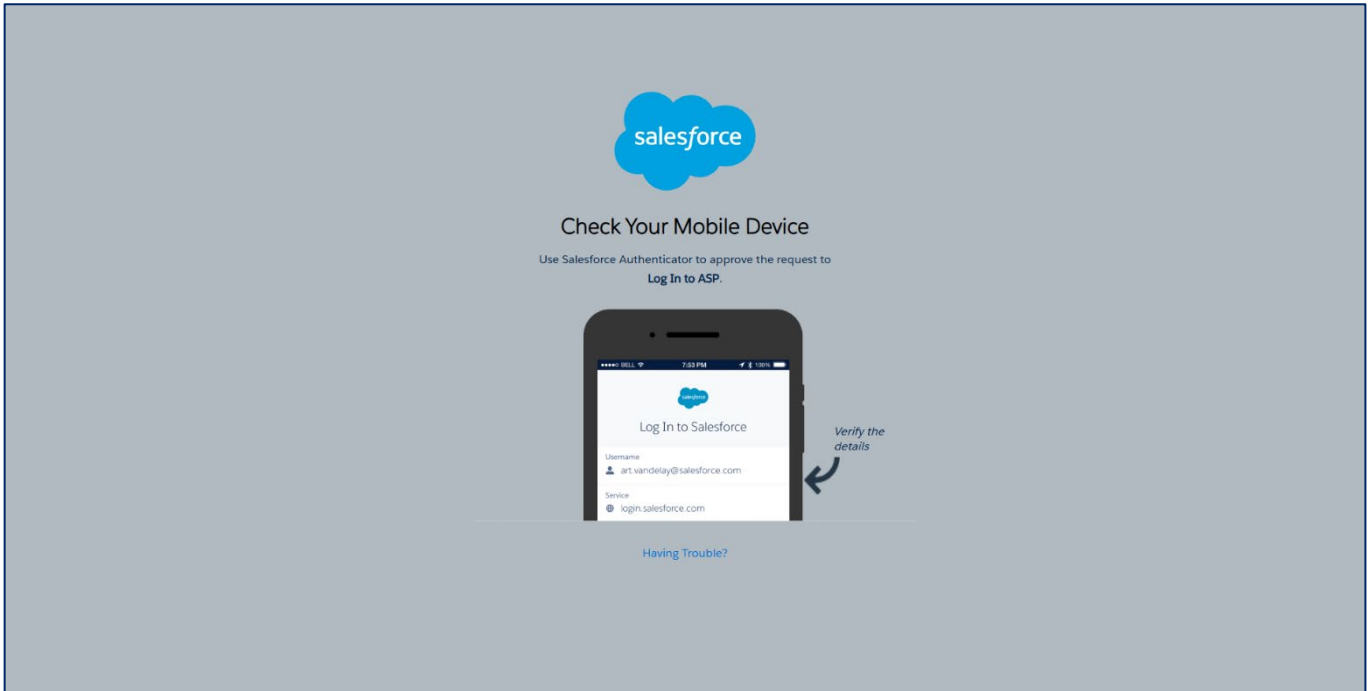 salesforce
Check Your Mobile Device
Use Salesforce Authenticator to approve the request to
Log In to ASP.
●●●●○ BELL 7:53 PM 100%
salesforce
Log In to Salesforce
Verify the
details
Username
art.vandelay@salesforce.com
Service
login.salesforce.com
Having Trouble?